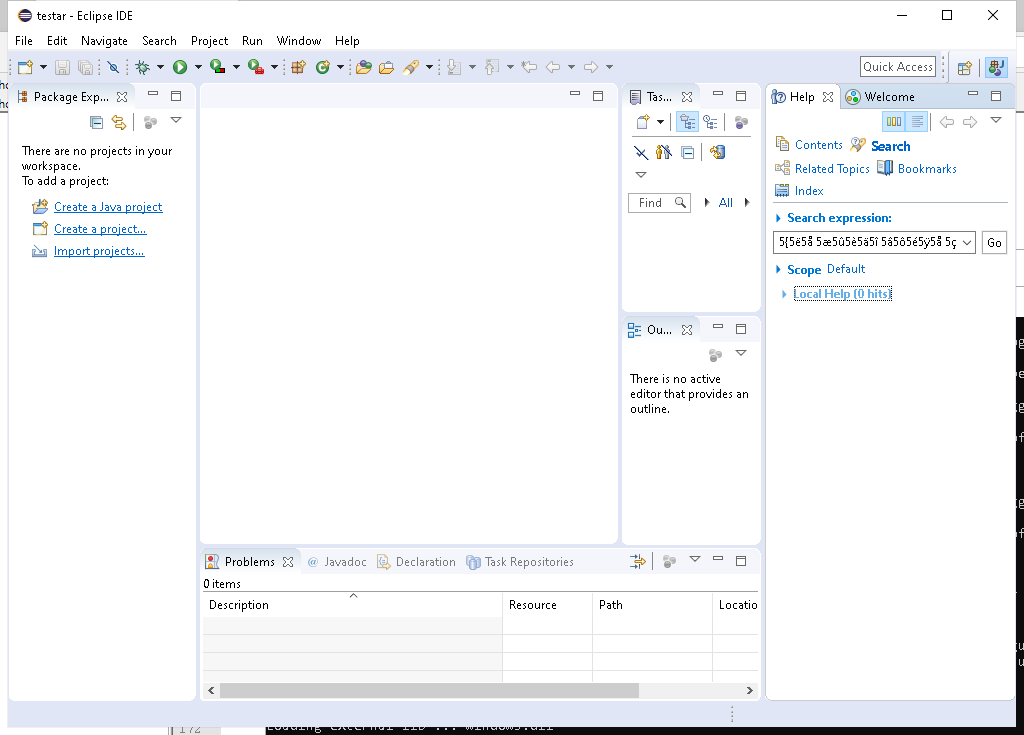 testar - Eclipse IDE
File Edit Navigate Search Project Run Window Help
Quick Access
Package Exp...
Tas...
Help
Welcome
There are no projects in your
workspace.
To add a project:
Create a Java project
Create a project...
Import projects...
Find
All
Contents
Search
Related Topics
Bookmarks
Index
Search expression:
5{5ë5å 5æ5û5è5ä5î 5â5ô5é5ÿ5å 5ç
Go
Scope Default
Local Help (0 hits)
Ou...
There is no active
editor that provides an
outline.
Problems
@ Javadoc
Declaration
Task Repositories
0 items
Description
Resource
Path
Locatio
172
Loading external lib ... windows.dll